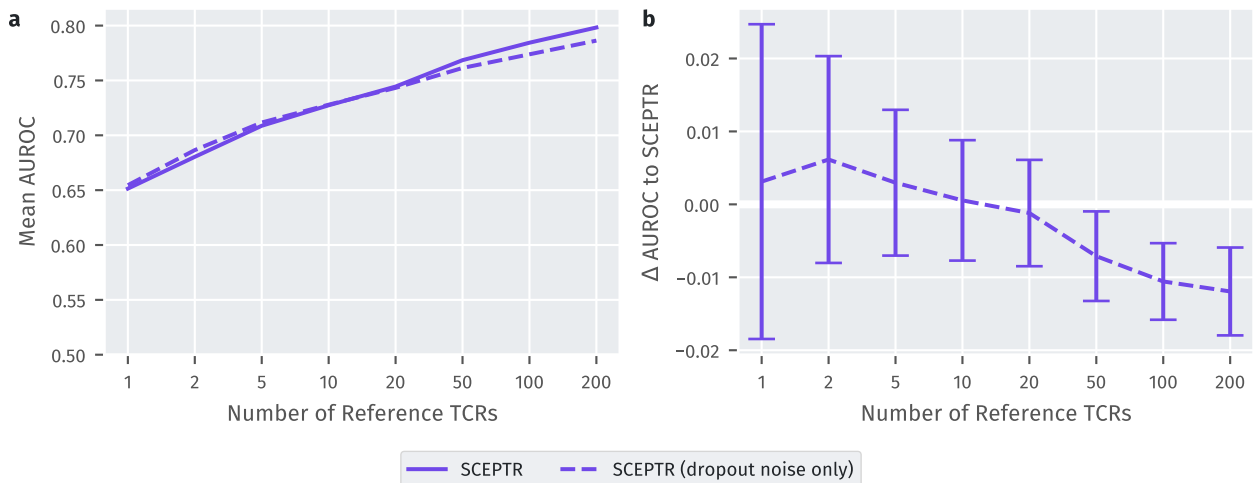 a
0.80
0.75
0.70
0.65
0.60
0.55
0.50
Mean AUROC
1 2 5 10 20 50 100 200
Number of Reference TCRs
b
0.02
0.01
0.00
−0.01
−0.02
Δ AUROC to SCEPTR
1 2 5 10 20 50 100 200
Number of Reference TCRs
SCEPTR SCEPTR (dropout noise only)